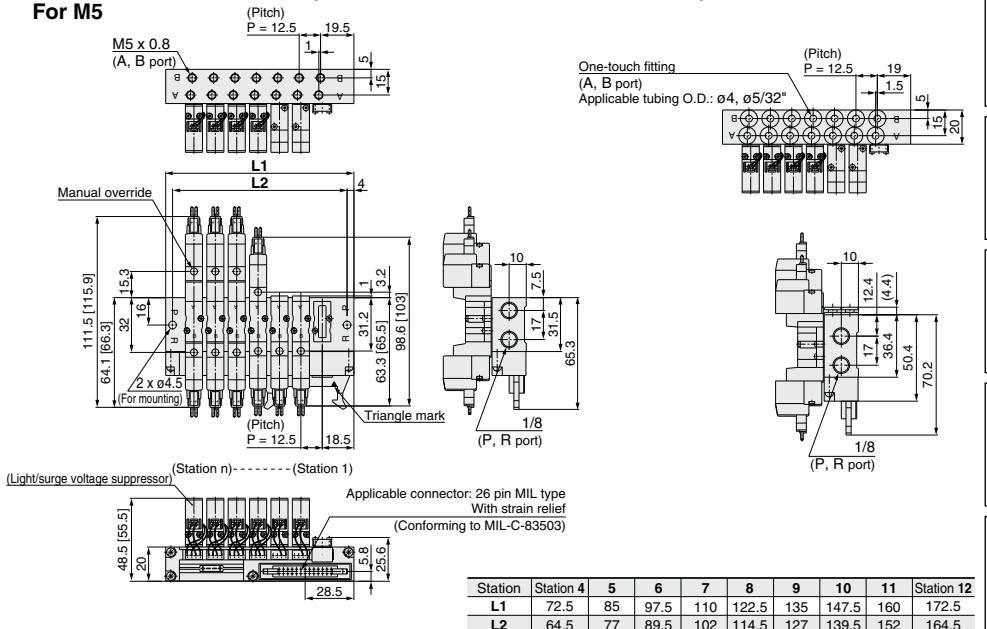 For M5
(Pitch)
P = 12.5
19.5
1
M5 x 0.8
(A, B port)
5
15
B
B
A
A
L1
L2
4
Manual override
111.5 [115.9]
15.3
64.1 [66.3]
32
16
P
R
P
R
2 x ø4.5
(For mounting)
1
3.2
31.2
63.3 [65.5]
98.6 [103]
Triangle mark
(Pitch)
P = 12.5
18.5
10
7.5
17
31.5
65.3
1/8
(P, R port)
(Pitch)
P = 12.5
19
1.5
One-touch fitting
(A, B port)
Applicable tubing O.D.: ø4, ø5/32"
5
15
20
B
B
A
A
10
12.4
(4.4)
17
36.4
50.4
70.2
1/8
(P, R port)
(Light/surge voltage suppressor)
(Station n)--------(Station 1)
Applicable connector: 26 pin MIL type
With strain relief
(Conforming to MIL-C-83503)
48.5 [55.5]
20
5.8
25.6
28.5
Station Station 4 5 6 7 8 9 10 11 Station 12
L1 72.5 85 97.5 110 122.5 135 147.5 160 172.5
L2 64.5 77 89.5 102 114.5 127 139.5 152 164.5